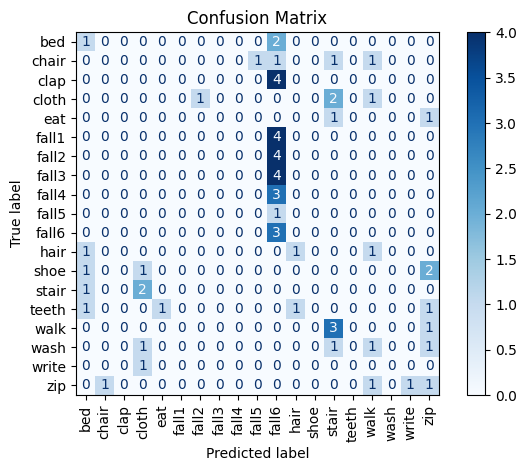 Confusion Matrix
bed 1 0 0 0 0 0 0 0 0 0 2 0 0 0 0 0 0 0 0
chair 0 0 0 0 0 0 0 0 0 1 1 0 0 1 0 1 0 0 0
clap 0 0 0 0 0 0 0 0 0 0 4 0 0 0 0 0 0 0 0
cloth 0 0 0 0 0 0 1 0 0 0 0 0 0 2 0 1 0 0 0
eat 0 0 0 0 0 0 0 0 0 0 0 0 0 1 0 0 0 0 1
fall1 0 0 0 0 0 0 0 0 0 0 4 0 0 0 0 0 0 0 0
fall2 0 0 0 0 0 0 0 0 0 0 4 0 0 0 0 0 0 0 0
fall3 0 0 0 0 0 0 0 0 0 0 4 0 0 0 0 0 0 0 0
fall4 0 0 0 0 0 0 0 0 0 0 3 0 0 0 0 0 0 0 0
fall5 0 0 0 0 0 0 0 0 0 0 1 0 0 0 0 0 0 0 0
fall6 0 0 0 0 0 0 0 0 0 0 3 0 0 0 0 0 0 0 0
hair 1 0 0 0 0 0 0 0 0 0 0 1 0 0 0 1 0 0 0
shoe 1 0 0 1 0 0 0 0 0 0 0 0 0 0 0 0 0 0 2
stair 1 0 0 2 0 0 0 0 0 0 0 0 0 0 0 0 0 0 0
teeth 1 0 0 0 1 0 0 0 0 0 0 1 0 0 0 0 0 0 1
walk 0 0 0 0 0 0 0 0 0 0 0 0 0 3 0 0 0 0 1
wash 0 0 0 1 0 0 0 0 0 0 0 0 0 1 0 1 0 0 1
write 0 0 0 1 0 0 0 0 0 0 0 0 0 0 0 0 0 0 0
zip 0 1 0 0 0 0 0 0 0 0 0 0 0 0 0 1 0 1 1
True label
bed chair clap cloth eat fall1 fall2 fall3 fall4 fall5 fall6 hair shoe stair teeth walk wash write zip
Predicted label
4.0
3.5
3.0
2.5
2.0
1.5
1.0
0.5
0.0